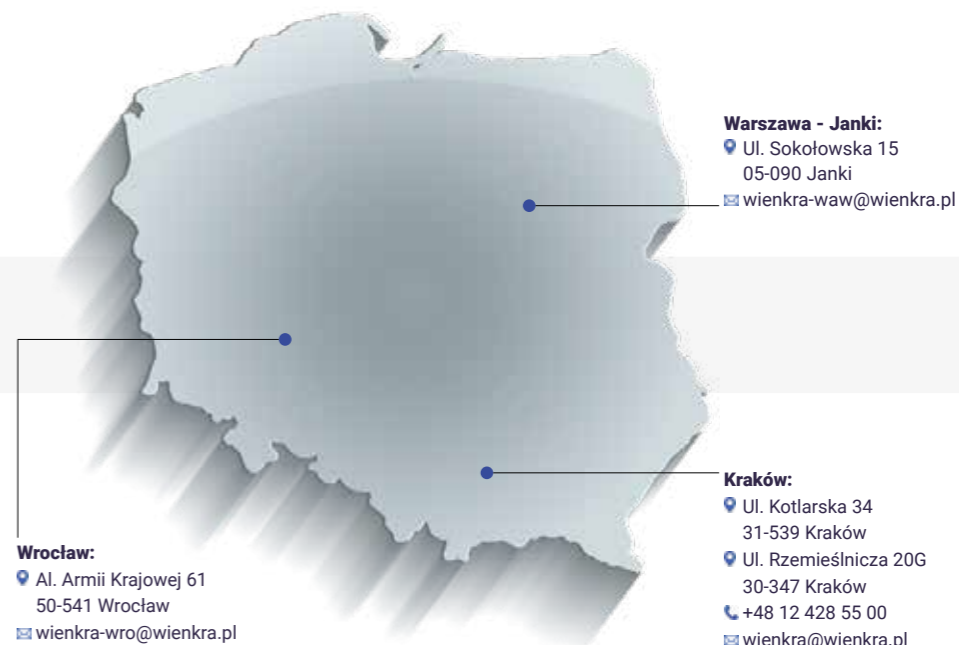 Warszawa - Janki:
Ul. Sokołowska 15
05-090 Janki
wienkra-waw@wienkra.pl
Kraków:
Ul. Kotlarska 34
31-539 Kraków
Ul. Rzemieślnicza 20G
30-347 Kraków
+48 12 428 55 00
wienkra@wienkra.pl
Wrocław:
Al. Armii Krajowej 61
50-541 Wrocław
wienkra-wro@wienkra.pl